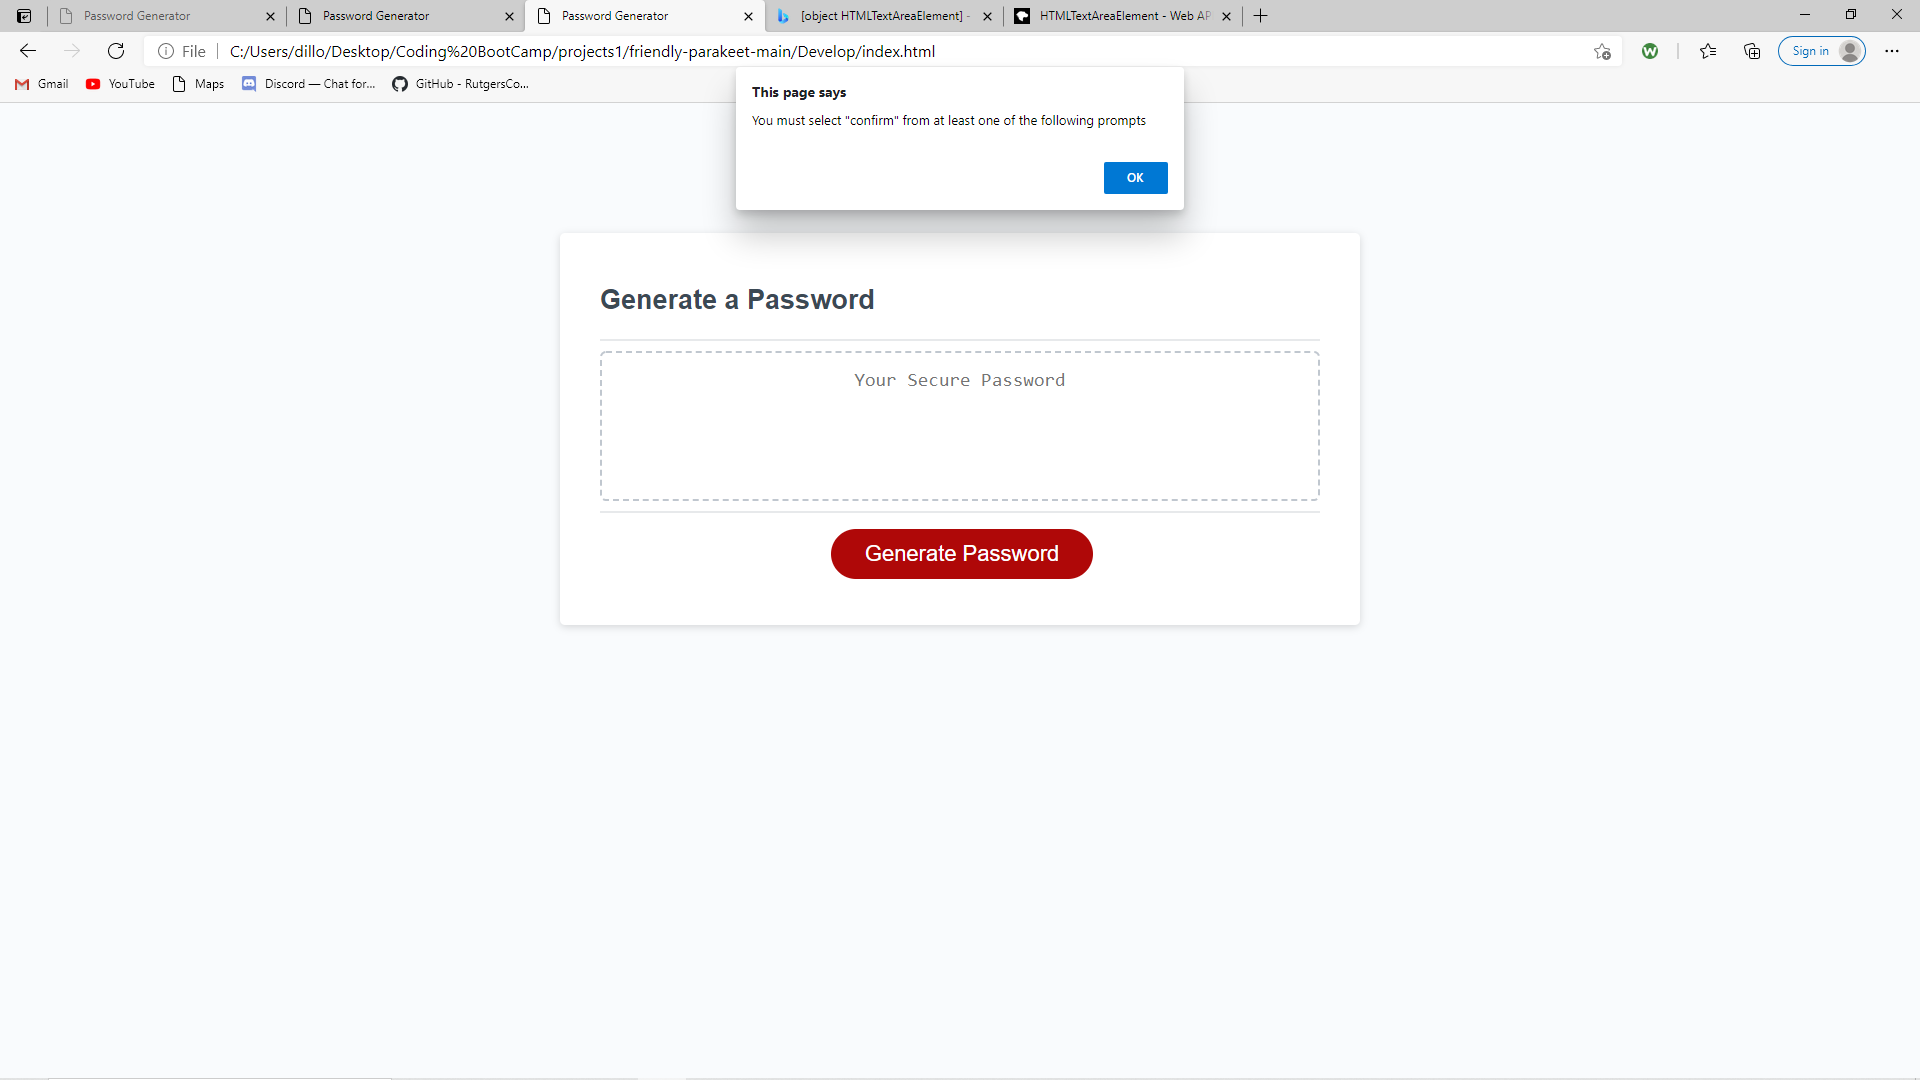 Password Generator
Password Generator
Password Generator
[object HTMLTextAreaElement] -
HTMLTextAreaElement - Web AP
File
C:/Users/dillo/Desktop/Coding%20BootCamp/projects1/friendly-parakeet-main/Develop/index.html
Sign in
Gmail
YouTube
Maps
Discord — Chat for...
GitHub - RutgersCo...
This page says
You must select "confirm" from at least one of the following prompts
OK
Generate a Password
Your Secure Password
Generate Password